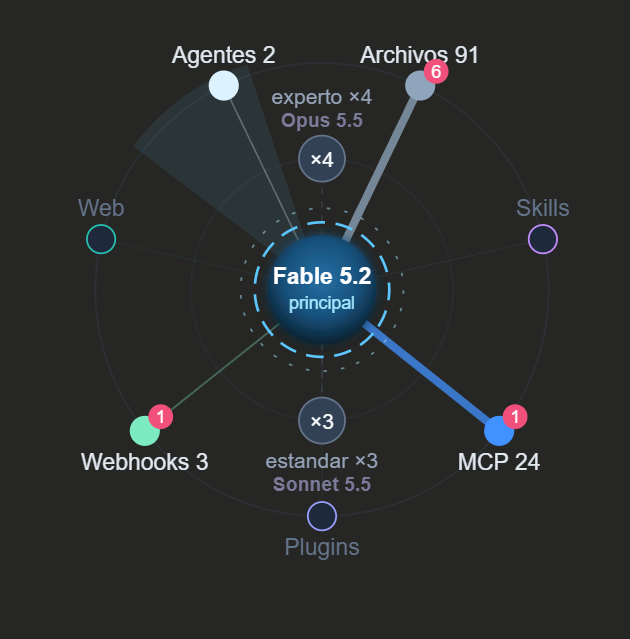 Agentes 2
Archivos 91
6
experto ×4
Opus 5.5
×4
Web
Skills
Fable 5.2
principal
1
1
×3
Webhooks 3
estandar ×3
MCP 24
Sonnet 5.5
Plugins